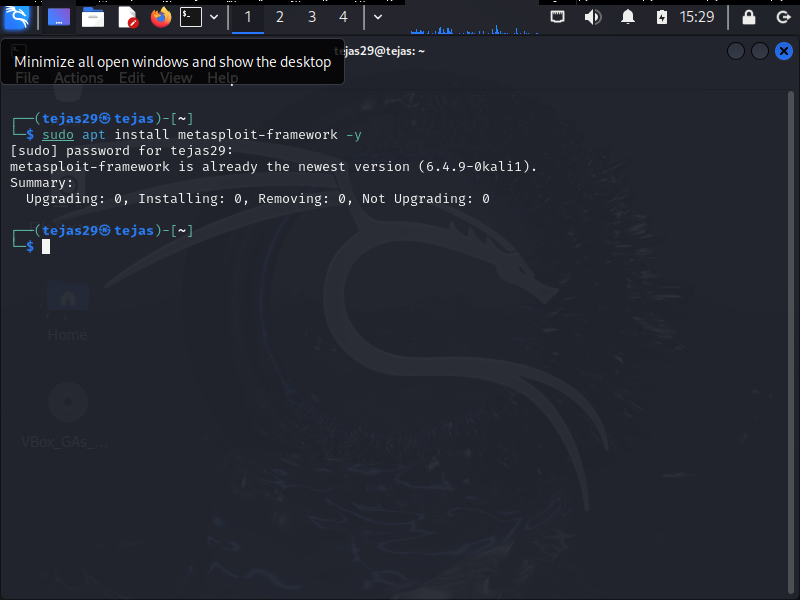 1 2 3 4 15:29
tejas29@tejas: ~
Minimize all open windows and show the desktop
File Actions Edit View Help
┌──(tejas29㉿tejas)-[~]
└─$ sudo apt install metasploit-framework -y
[sudo] password for tejas29:
metasploit-framework is already the newest version (6.4.9-0kali1).
Summary:
  Upgrading: 0, Installing: 0, Removing: 0, Not Upgrading: 0
┌──(tejas29㉿tejas)-[~]
└─$
Home
VBox_GAs_...